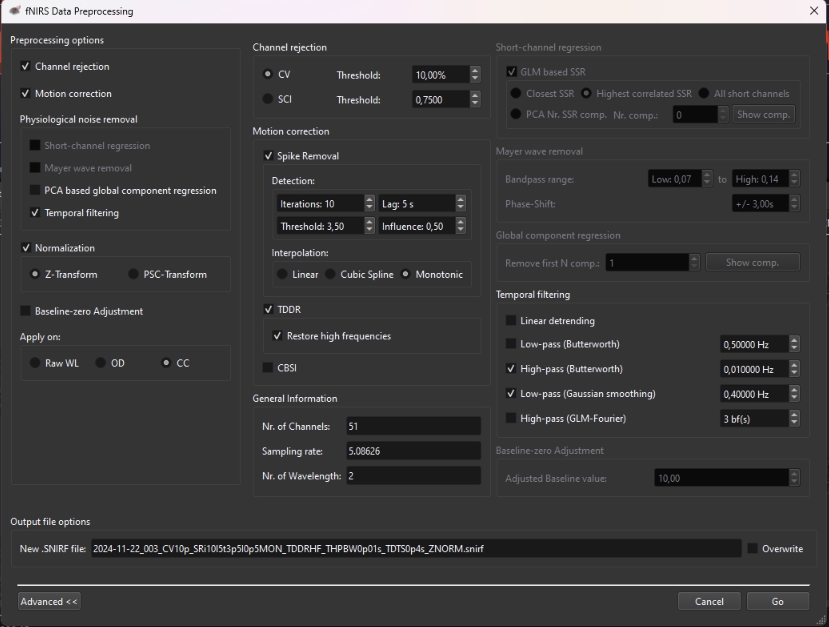 fNIRS Data Preprocessing
Preprocessing options
Channel rejection
Motion correction
Physiological noise removal
Short-channel regression
Mayer wave removal
PCA based global component regression
Temporal filtering
Normalization
Z-Transform PSC-Transform
Baseline-zero Adjustment
Apply on:
Raw WL OD CC
Channel rejection
CV Threshold: 10,00%
SCI Threshold: 0,7500
Motion correction
Spike Removal
Detection:
Iterations: 10 Lag: 5 s
Threshold: 3,50 Influence: 0,50
Interpolation:
Linear Cubic Spline Monotonic
TDDR
Restore high frequencies
CBSI
General Information
Nr. of Channels: 51
Sampling rate: 5.08626
Nr. of Wavelength: 2
Short-channel regression
GLM based SSR
Closest SSR Highest correlated SSR All short channels
PCA Nr. SSR comp. Nr. comp.: 0 Show comp.
Mayer wave removal
Bandpass range: Low: 0,07 to High: 0,14
Phase-Shift: +/- 3,00s
Global component regression
Remove first N comp.: 1 Show comp.
Temporal filtering
Linear detrending
Low-pass (Butterworth) 0,50000 Hz
High-pass (Butterworth) 0,010000 Hz
Low-pass (Gaussian smoothing) 0,40000 Hz
High-pass (GLM-Fourier) 3 bf(s)
Baseline-zero Adjustment
Adjusted Baseline value: 10,00
Output file options
New .SNIRF file: 2024-11-22_003_CV10p_SRi10l5t3p5I0p5MON_TDDRHF_THPBW0p01s_TDTS0p4s_ZNORM.snirf Overwrite
Advanced << Cancel Go